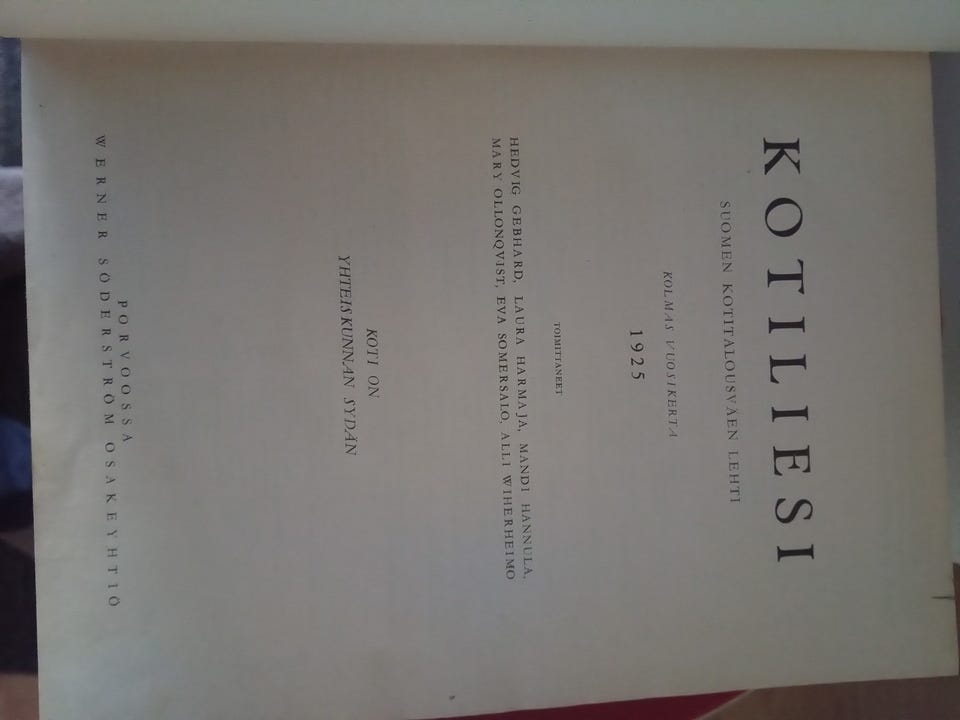 KOTILIESI
SUOMEN KOTITALOUSVÄEN LEHTI
KOLMAS VUOSIKERTA
1925
TOIMITTANEET
HEDVIG GEBHARD, LAURA HARMAJA, MANDI HANNULA,
MARY OLLONQVIST, EVA SOMERSALO, ALLI WIHERHEIMO
KOTI ON
YHTEISKUNNAN SYDÄN
PORVOOSSA
WERNER SÖDERSTRÖM OSAKEYHTIÖ